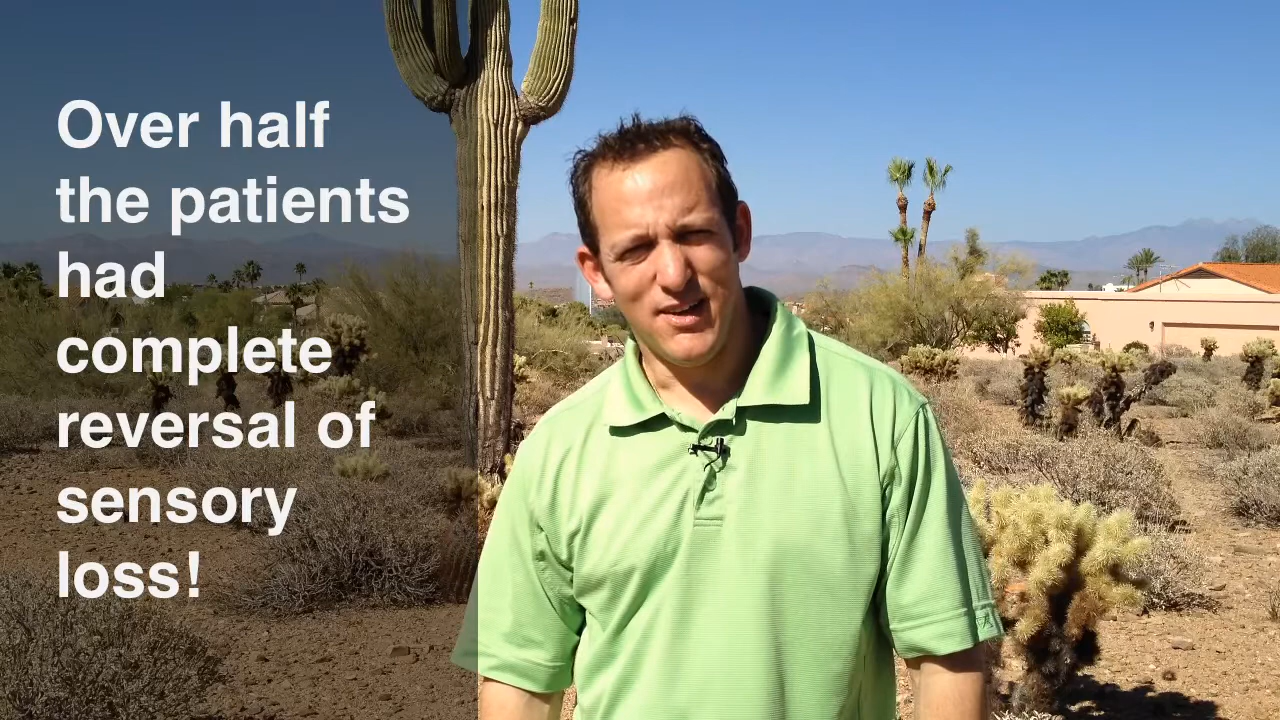 Over half
the patients
had
complete
reversal of
sensory
loss!